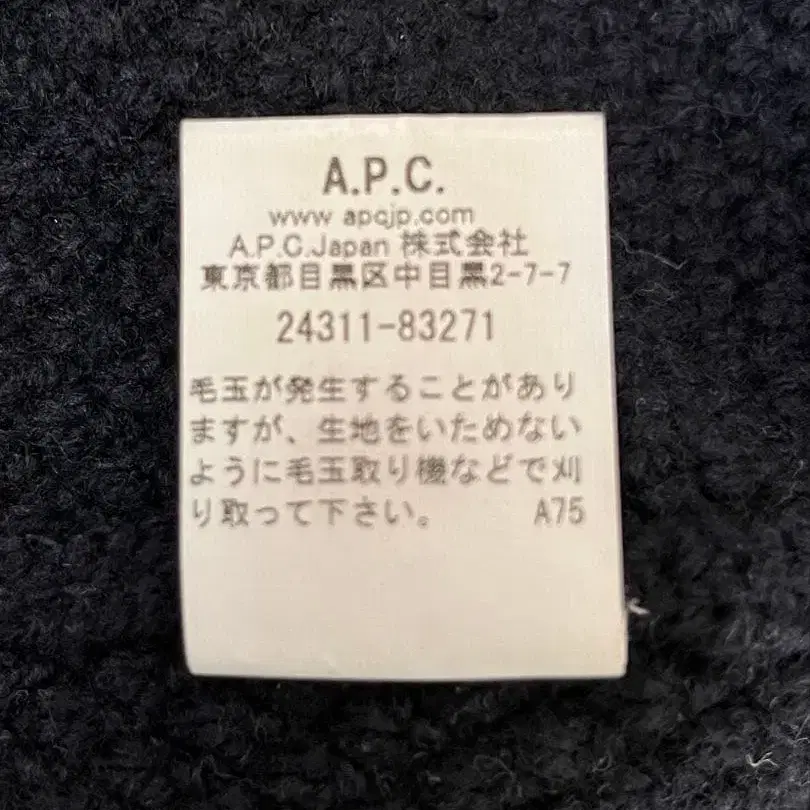 A.P.C.
www apcjp.com
A.P.C.Japan 株式会社
東京都目黒区中目黒2-7-7
24311-83271
毛玉が発生することがあり
ますが、生地をいためない
ように毛玉取り機などで刈
り取って下さい。 A75